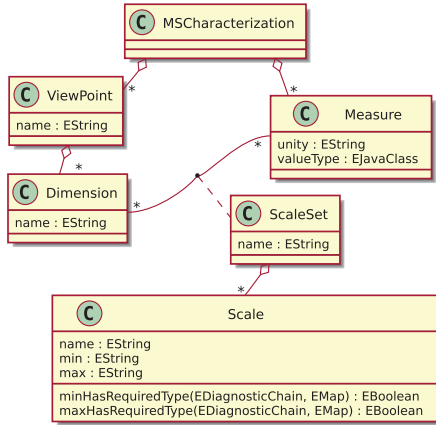 C MSCharacterization
C ViewPoint
name : EString
*
*
C Measure
unity : EString
valueType : EJavaClass
*
*
C Dimension
name : EString
*
C ScaleSet
name : EString
*
C Scale
name : EString
min : EString
max : EString
minHasRequiredType(EDiagnosticChain, EMap) : EBoolean
maxHasRequiredType(EDiagnosticChain, EMap) : EBoolean